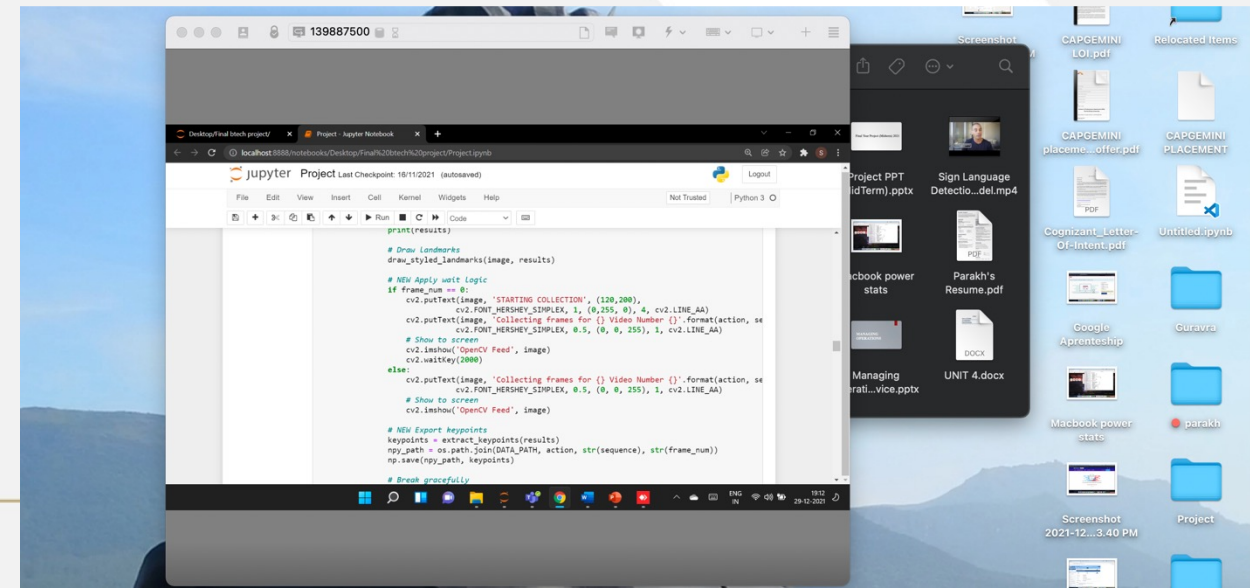 139887500
Desktop/Final btech project/
Project - Jupyter Notebook
localhost:8888/notebooks/Desktop/Final%20btech%20project/Project.ipynb
jupyter Project Last Checkpoint: 16/11/2021 (autosaved)
Logout
File Edit View Insert Cell Kernel Widgets Help
Not Trusted
Python 3
Run
Code
print(results)
# Draw landmarks
draw_styled_landmarks(image, results)
# NEW Apply wait logic
if frame_num == 0:
cv2.putText(image, 'STARTING COLLECTION', (120,200),
cv2.FONT_HERSHEY_SIMPLEX, 1, (0,255, 0), 4, cv2.LINE_AA)
cv2.putText(image, 'Collecting frames for {} Video Number {}'.format(action, se
cv2.FONT_HERSHEY_SIMPLEX, 0.5, (0, 0, 255), 1, cv2.LINE_AA)
# Show to screen
cv2.imshow('OpenCV Feed', image)
cv2.waitKey(2000)
else:
cv2.putText(image, 'Collecting frames for {} Video Number {}'.format(action, se
cv2.FONT_HERSHEY_SIMPLEX, 0.5, (0, 0, 255), 1, cv2.LINE_AA)
# Show to screen
cv2.imshow('OpenCV Feed', image)
# NEW Export keypoints
keypoints = extract_keypoints(results)
npy_path = os.path.join(DATA_PATH, action, str(sequence), str(frame_num))
np.save(npy_path, keypoints)
# Break gracefully
ENG
IN
19:12
29-12-2021
Project PPT
idTerm).pptx
Sign Language
Detectio...del.mp4
acbook power
stats
PDF
Parakh's
Resume.pdf
Managing
erati...vice.pptx
DOCX
UNIT 4.docx
Screenshot
CAPGEMINI
LOI.pdf
Relocated Items
CAPGEMINI
placeme...offer.pdf
CAPGEMINI
PLACEMENT
PDF
Cognizant_Letter-
Of-Intent.pdf
Untitled.ipynb
Google
Aprenteship
Guravra
Macbook power
stats
parakh
Screenshot
2021-12...3.40 PM
Project